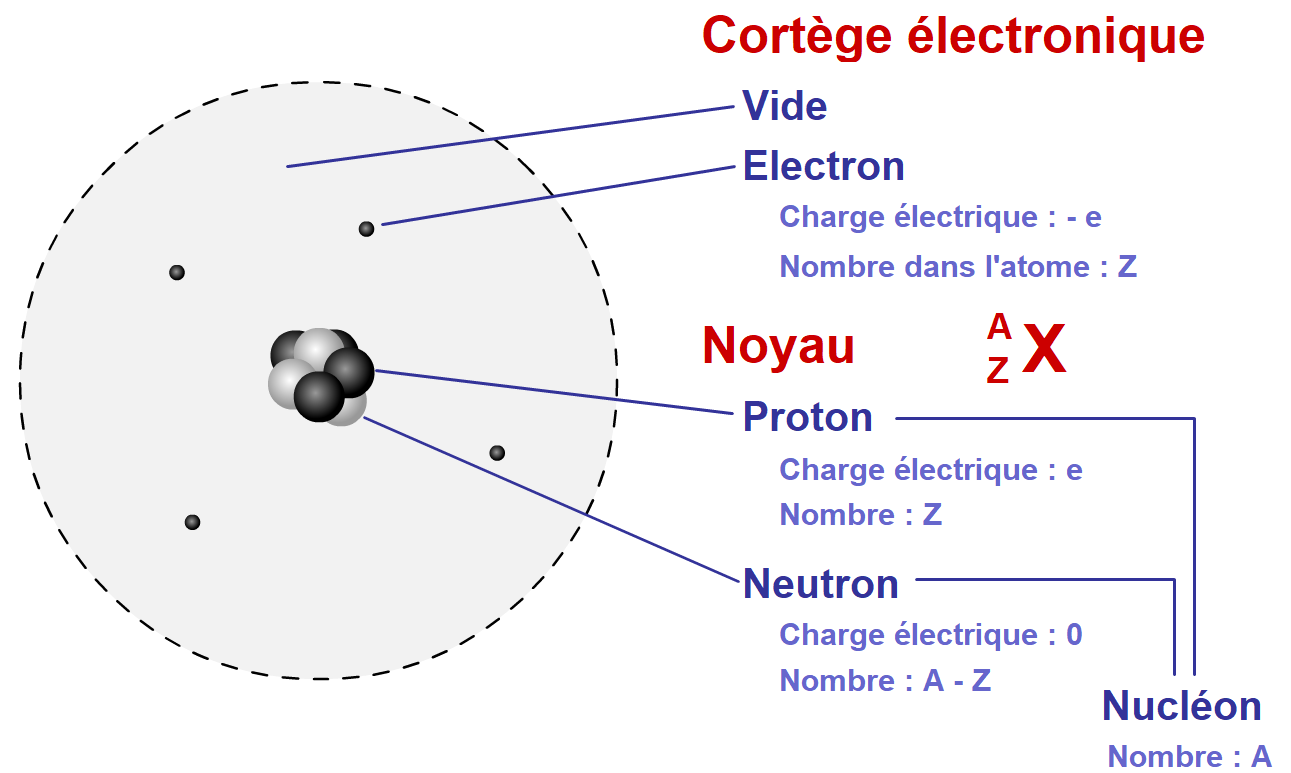 Cortège électronique
Vide
Electron
Charge électrique : - e
Nombre dans l'atome : Z
Noyau
A
Z X
Proton
Charge électrique : e
Nombre : Z
Neutron
Charge électrique : 0
Nombre : A - Z
Nucléon
Nombre : A